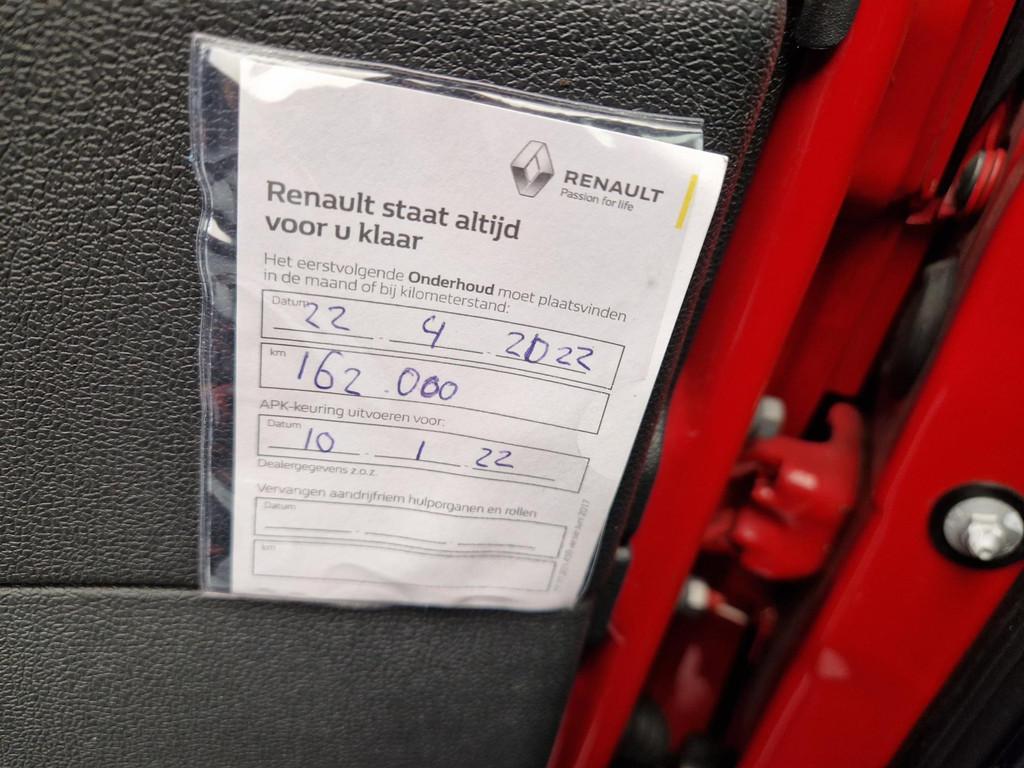 RENAULT
Passion for life
Renault staat altijd
voor u klaar
Het eerstvolgende Onderhoud moet plaatsvinden
in de maand of bij kilometerstand:
Datum 22 4 2022
km 162.000
APK-keuring uitvoeren voor:
Datum 10 1 22
Dealergegevens z.o.z.
Vervangen aandrijfriem hulporganen en rollen
Datum
km